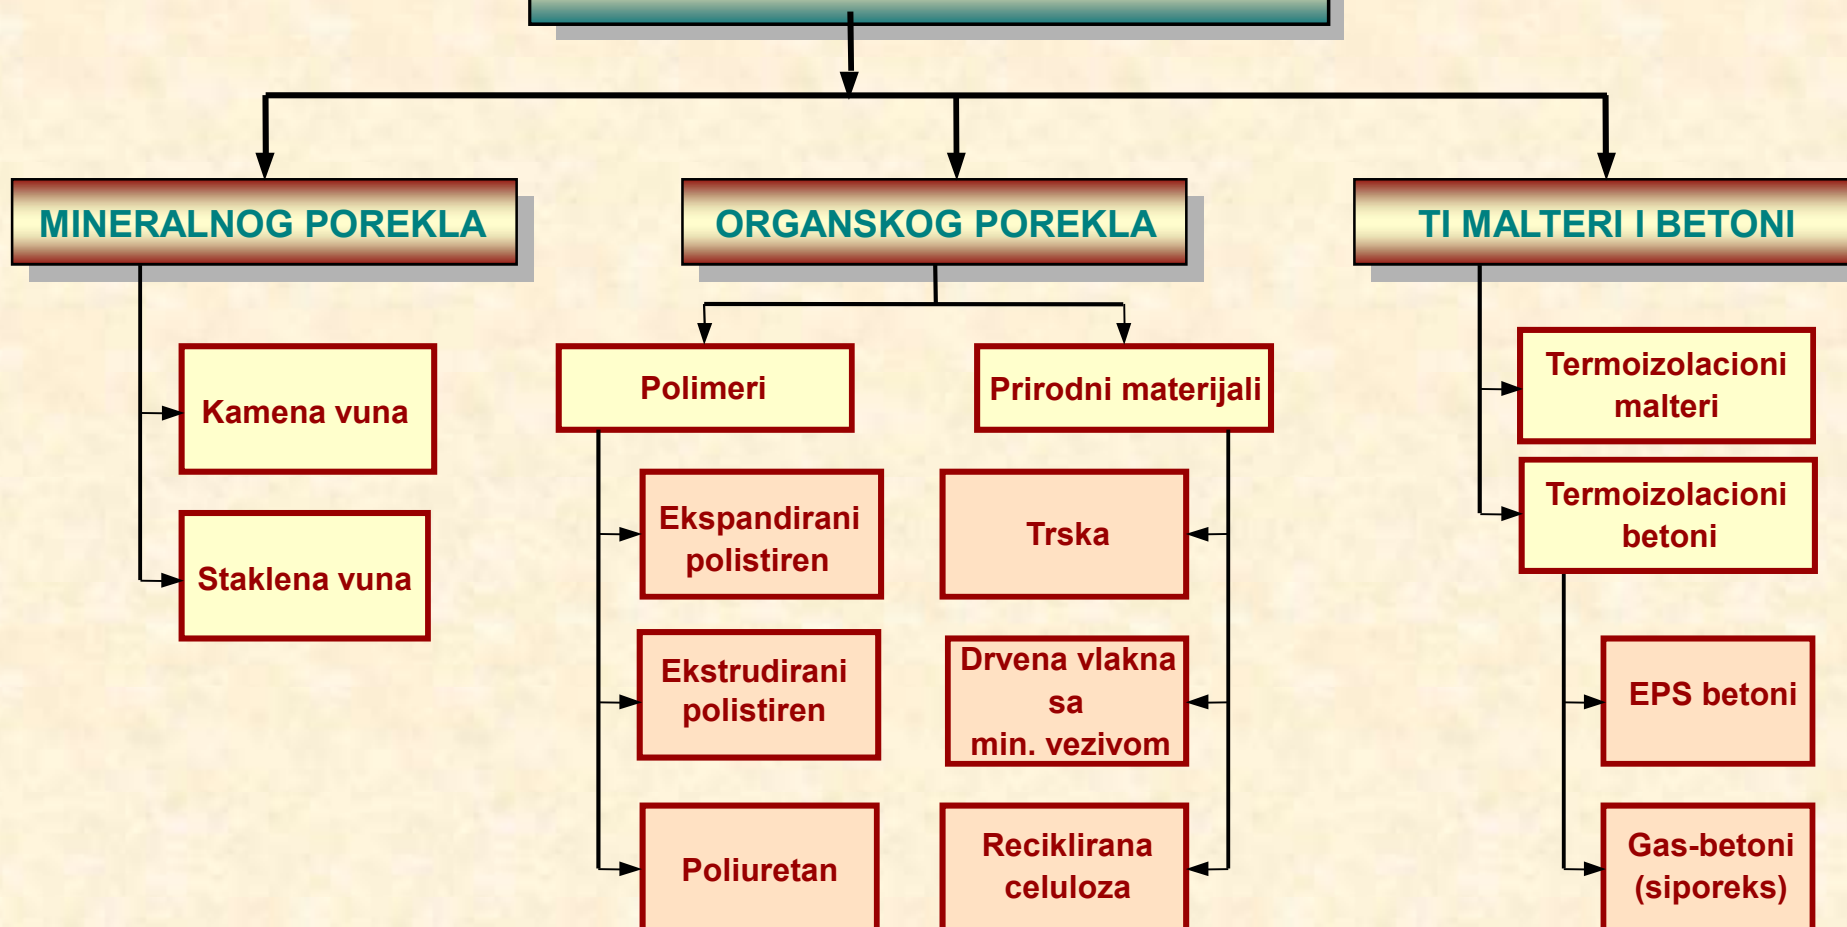 MINERALNOG POREKLA
ORGANSKOG POREKLA
TI MALTERI I BETONI
Kamena vuna
Staklena vuna
Polimeri
Ekspandirani
polistiren
Ekstrudirani
polistiren
Poliuretan
Prirodni materijali
Trska
Drvena vlakna
sa
min. vezivom
Reciklirana
celuloza
Termoizolacioni
malteri
Termoizolacioni
betoni
EPS betoni
Gas-betoni
(siporeks)